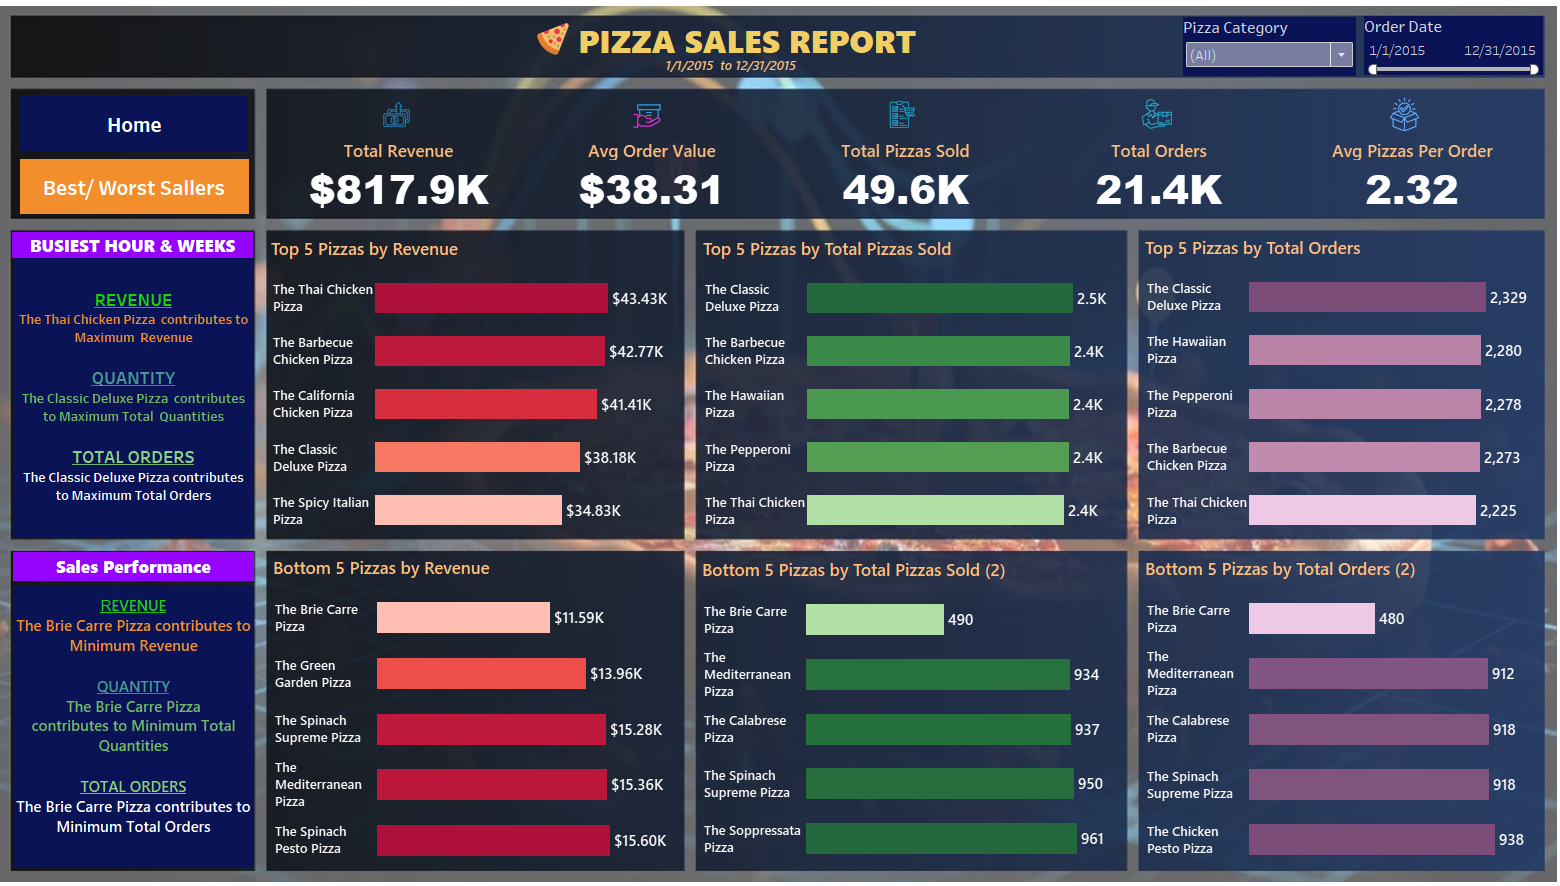 PIZZA SALES REPORT
1/1/2015 to 12/31/2015
Pizza Category
(All)
Order Date
1/1/2015 12/31/2015
Home
Best/ Worst Sallers
Total Revenue
$817.9K
Avg Order Value
$38.31
Total Pizzas Sold
49.6K
Total Orders
21.4K
Avg Pizzas Per Order
2.32
BUSIEST HOUR & WEEKS
REVENUE
The Thai Chicken Pizza contributes to
Maximum Revenue
QUANTITY
The Classic Deluxe Pizza contributes
to Maximum Total Quantities
TOTAL ORDERS
The Classic Deluxe Pizza contributes
to Maximum Total Orders
Top 5 Pizzas by Revenue
The Thai Chicken
Pizza
$43.43K
The Barbecue
Chicken Pizza
$42.77K
The California
Chicken Pizza
$41.41K
The Classic
Deluxe Pizza
$38.18K
The Spicy Italian
Pizza
$34.83K
Top 5 Pizzas by Total Pizzas Sold
The Classic
Deluxe Pizza
2.5K
The Barbecue
Chicken Pizza
2.4K
The Hawaiian
Pizza
2.4K
The Pepperoni
Pizza
2.4K
The Thai Chicken
Pizza
2.4K
Top 5 Pizzas by Total Orders
The Classic
Deluxe Pizza
2,329
The Hawaiian
Pizza
2,280
The Pepperoni
Pizza
2,278
The Barbecue
Chicken Pizza
2,273
The Thai Chicken
Pizza
2,225
Sales Performance
REVENUE
The Brie Carre Pizza contributes to
Minimum Revenue
QUANTITY
The Brie Carre Pizza
contributes to Minimum Total
Quantities
TOTAL ORDERS
The Brie Carre Pizza contributes to
Minimum Total Orders
Bottom 5 Pizzas by Revenue
The Brie Carre
Pizza
$11.59K
The Green
Garden Pizza
$13.96K
The Spinach
Supreme Pizza
$15.28K
The
Mediterranean
Pizza
$15.36K
The Spinach
Pesto Pizza
$15.60K
Bottom 5 Pizzas by Total Pizzas Sold (2)
The Brie Carre
Pizza
490
The
Mediterranean
Pizza
934
The Calabrese
Pizza
937
The Spinach
Supreme Pizza
950
The Soppressata
Pizza
961
Bottom 5 Pizzas by Total Orders (2)
The Brie Carre
Pizza
480
The
Mediterranean
Pizza
912
The Calabrese
Pizza
918
The Spinach
Supreme Pizza
918
The Chicken
Pesto Pizza
938